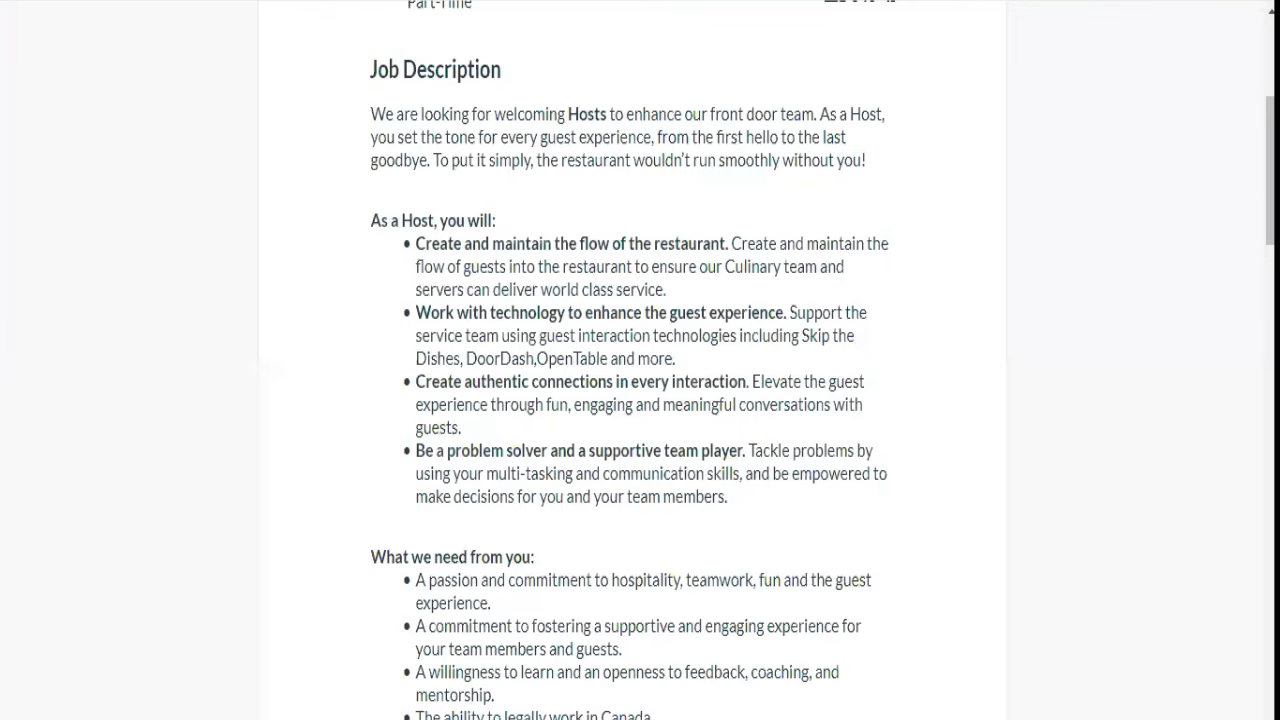 Part-Time
Job Description
We are looking for welcoming Hosts to enhance our front door team. As a Host,
you set the tone for every guest experience, from the first hello to the last
goodbye. To put it simply, the restaurant wouldn't run smoothly without you!
As a Host, you will:
• Create and maintain the flow of the restaurant. Create and maintain the
flow of guests into the restaurant to ensure our Culinary team and
servers can deliver world class service.
• Work with technology to enhance the guest experience. Support the
service team using guest interaction technologies including Skip the
Dishes, DoorDash,OpenTable and more.
• Create authentic connections in every interaction. Elevate the guest
experience through fun, engaging and meaningful conversations with
guests.
• Be a problem solver and a supportive team player. Tackle problems by
using your multi-tasking and communication skills, and be empowered to
make decisions for you and your team members.
What we need from you:
• A passion and commitment to hospitality, teamwork, fun and the guest
experience.
• A commitment to fostering a supportive and engaging experience for
your team members and guests.
• A willingness to learn and an openness to feedback, coaching, and
mentorship.
• The ability to legally work in Canada